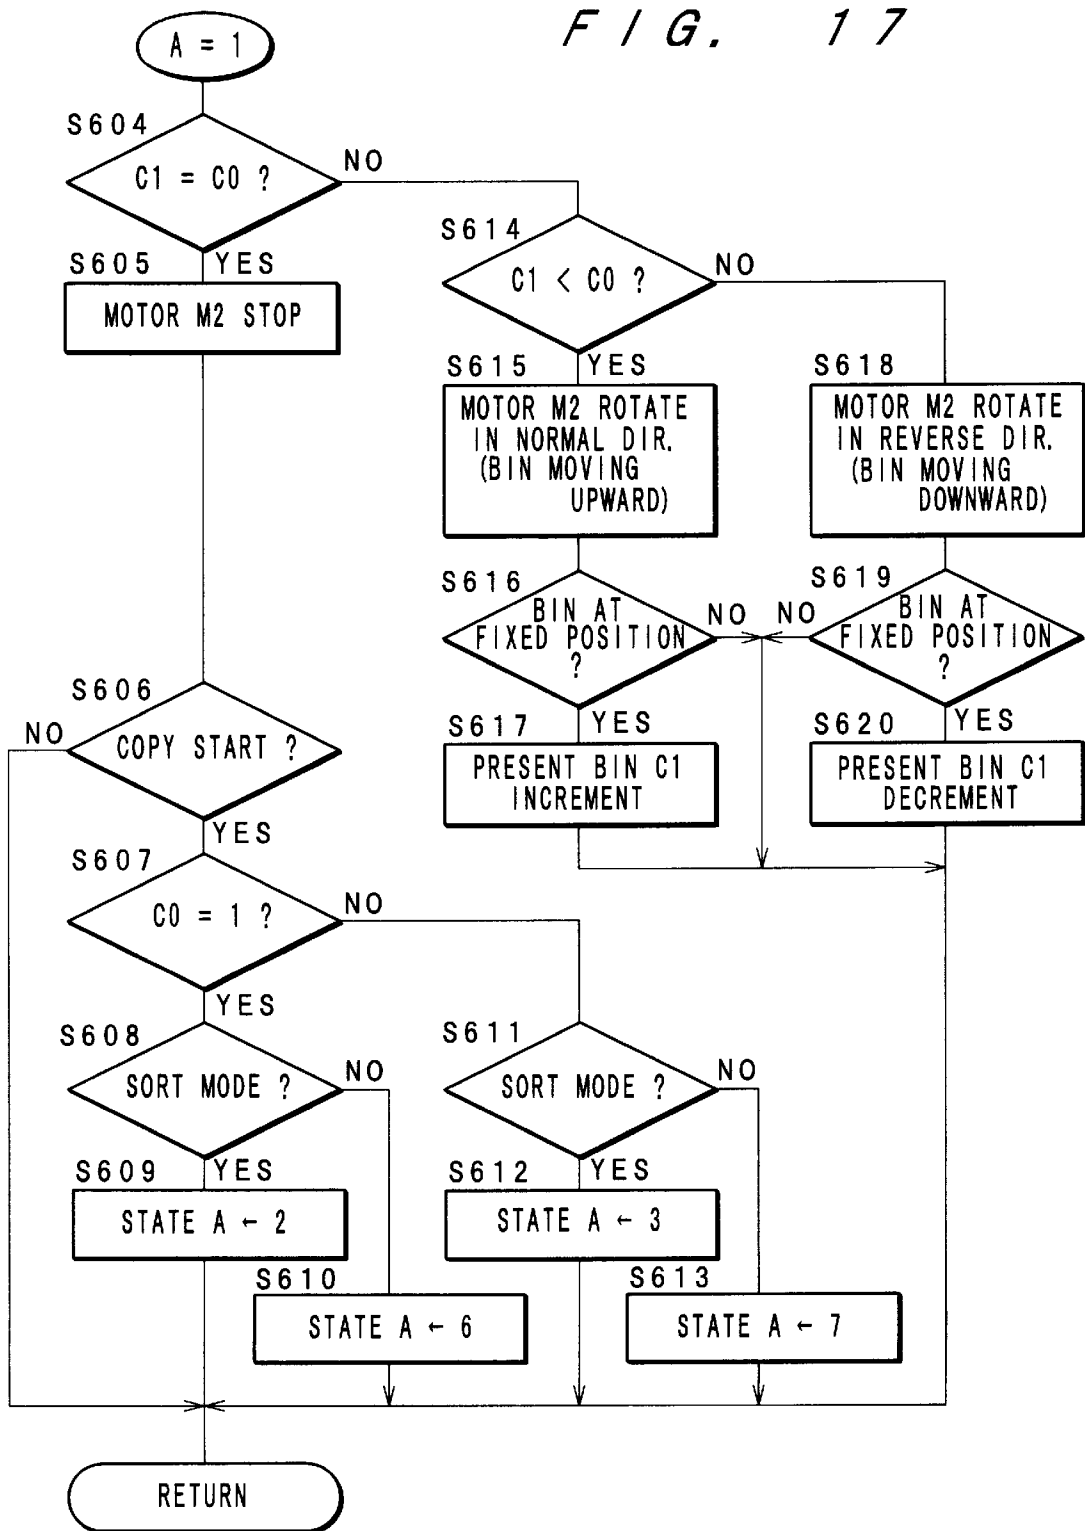 FIG. 17
A = 1
S604
C1 = C0 ?
NO
YES
S605
MOTOR M2 STOP
S614
C1 < C0 ?
NO
YES
S615
MOTOR M2 ROTATE
IN NORMAL DIR.
(BIN MOVING
UPWARD)
S618
MOTOR M2 ROTATE
IN REVERSE DIR.
(BIN MOVING
DOWNWARD)
S616
BIN AT
FIXED POSITION
?
NO
YES
S619
BIN AT
FIXED POSITION
?
NO
YES
S617
PRESENT BIN C1
INCREMENT
S620
PRESENT BIN C1
DECREMENT
S606
COPY START ?
NO
YES
S607
C0 = 1 ?
NO
YES
S608
SORT MODE ?
NO
YES
S611
SORT MODE ?
NO
YES
S609
STATE A ← 2
S612
STATE A ← 3
S610
STATE A ← 6
S613
STATE A ← 7
RETURN